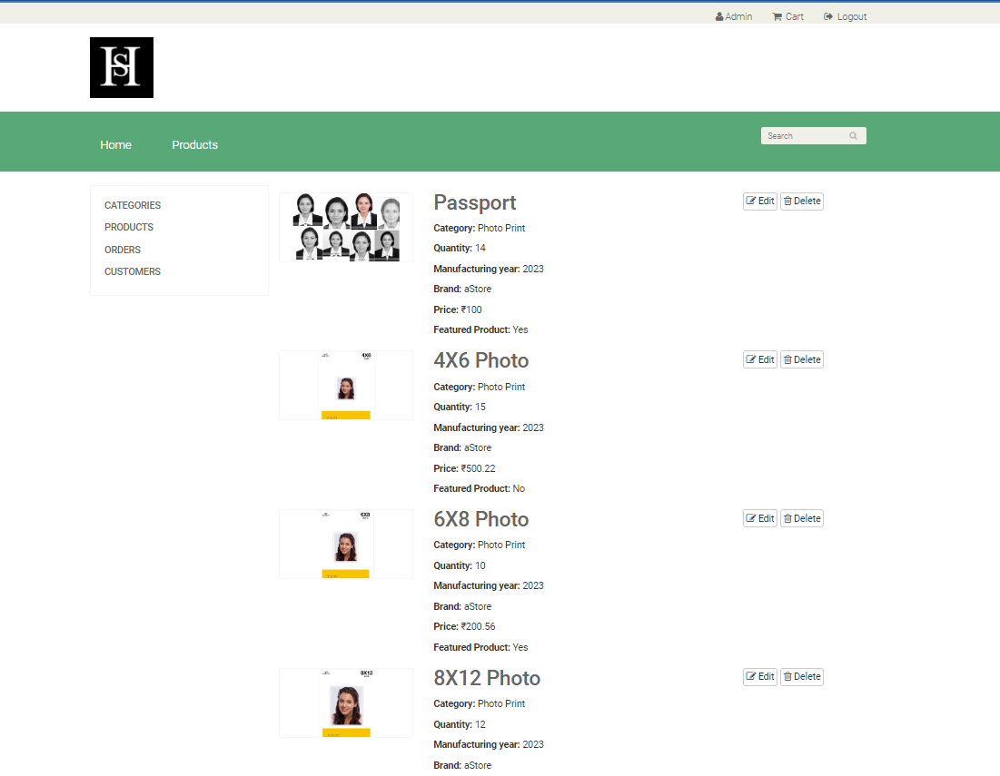 Admin Cart Logout
HS
Home Products
Search
CATEGORIES
PRODUCTS
ORDERS
CUSTOMERS
Passport
Edit Delete
Category: Photo Print
Quantity: 14
Manufacturing year: 2023
Brand: aStore
Price: ₹100
Featured Product: Yes
4X6
4X6 Photo
Edit Delete
Category: Photo Print
Quantity: 15
Manufacturing year: 2023
Brand: aStore
Price: ₹500.22
Featured Product: No
6X8
6X8 Photo
Edit Delete
Category: Photo Print
Quantity: 10
Manufacturing year: 2023
Brand: aStore
Price: ₹200.56
Featured Product: Yes
8X12
8X12 Photo
Edit Delete
Category: Photo Print
Quantity: 12
Manufacturing year: 2023
Brand: aStore